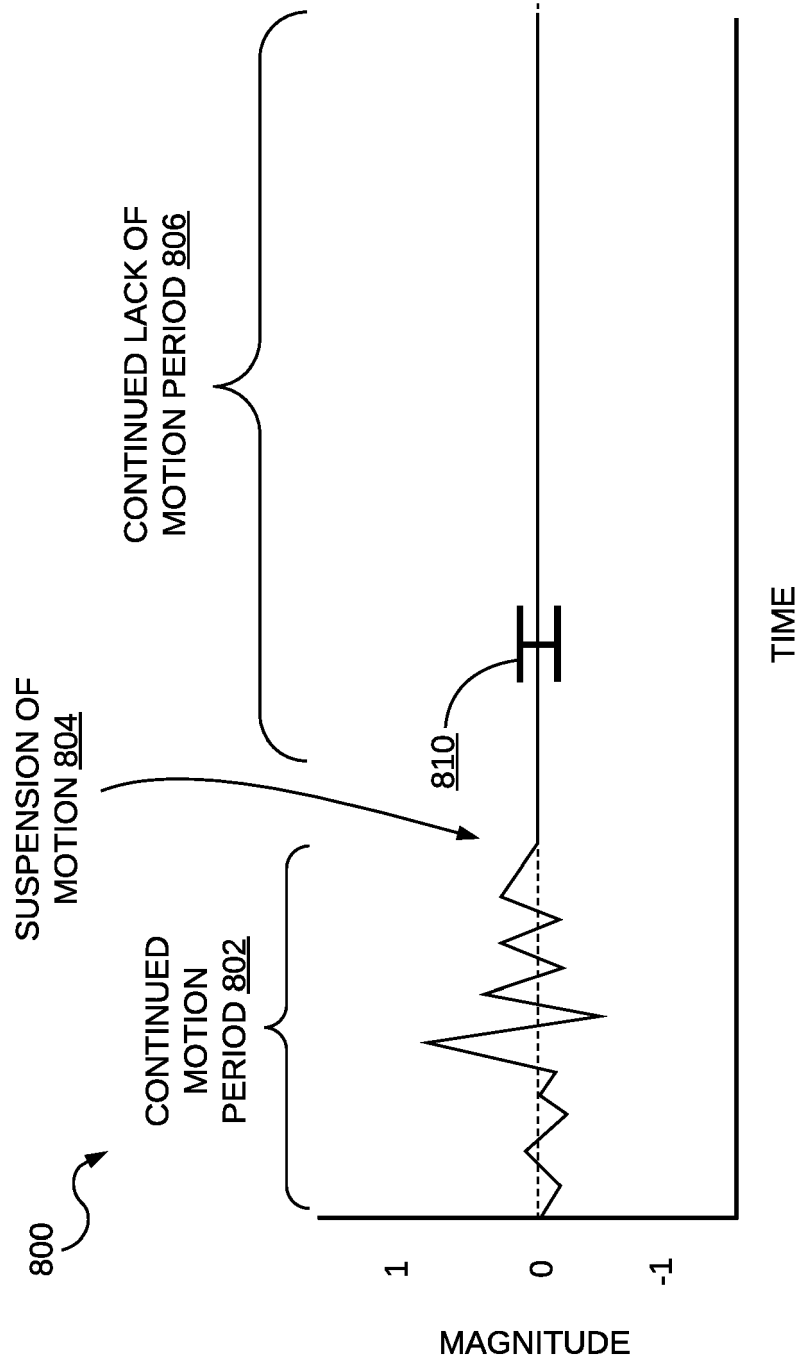 800
CONTINUED
MOTION
PERIOD 802
SUSPENSION OF
MOTION 804
CONTINUED LACK OF
MOTION PERIOD 806
810
1
0
-1
MAGNITUDE
TIME